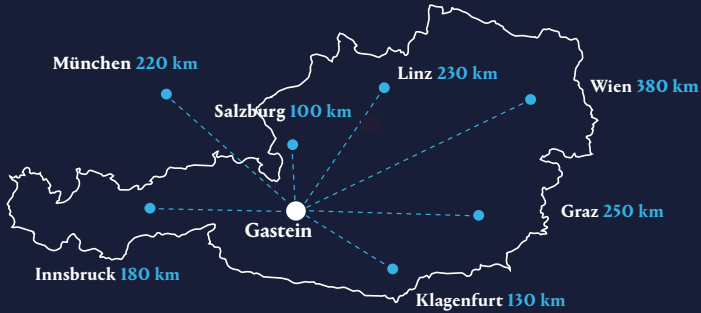 München 220 km
Linz 230 km
Wien 380 km
Salzburg 100 km
Graz 250 km
Gastein
Innsbruck 180 km
Klagenfurt 130 km